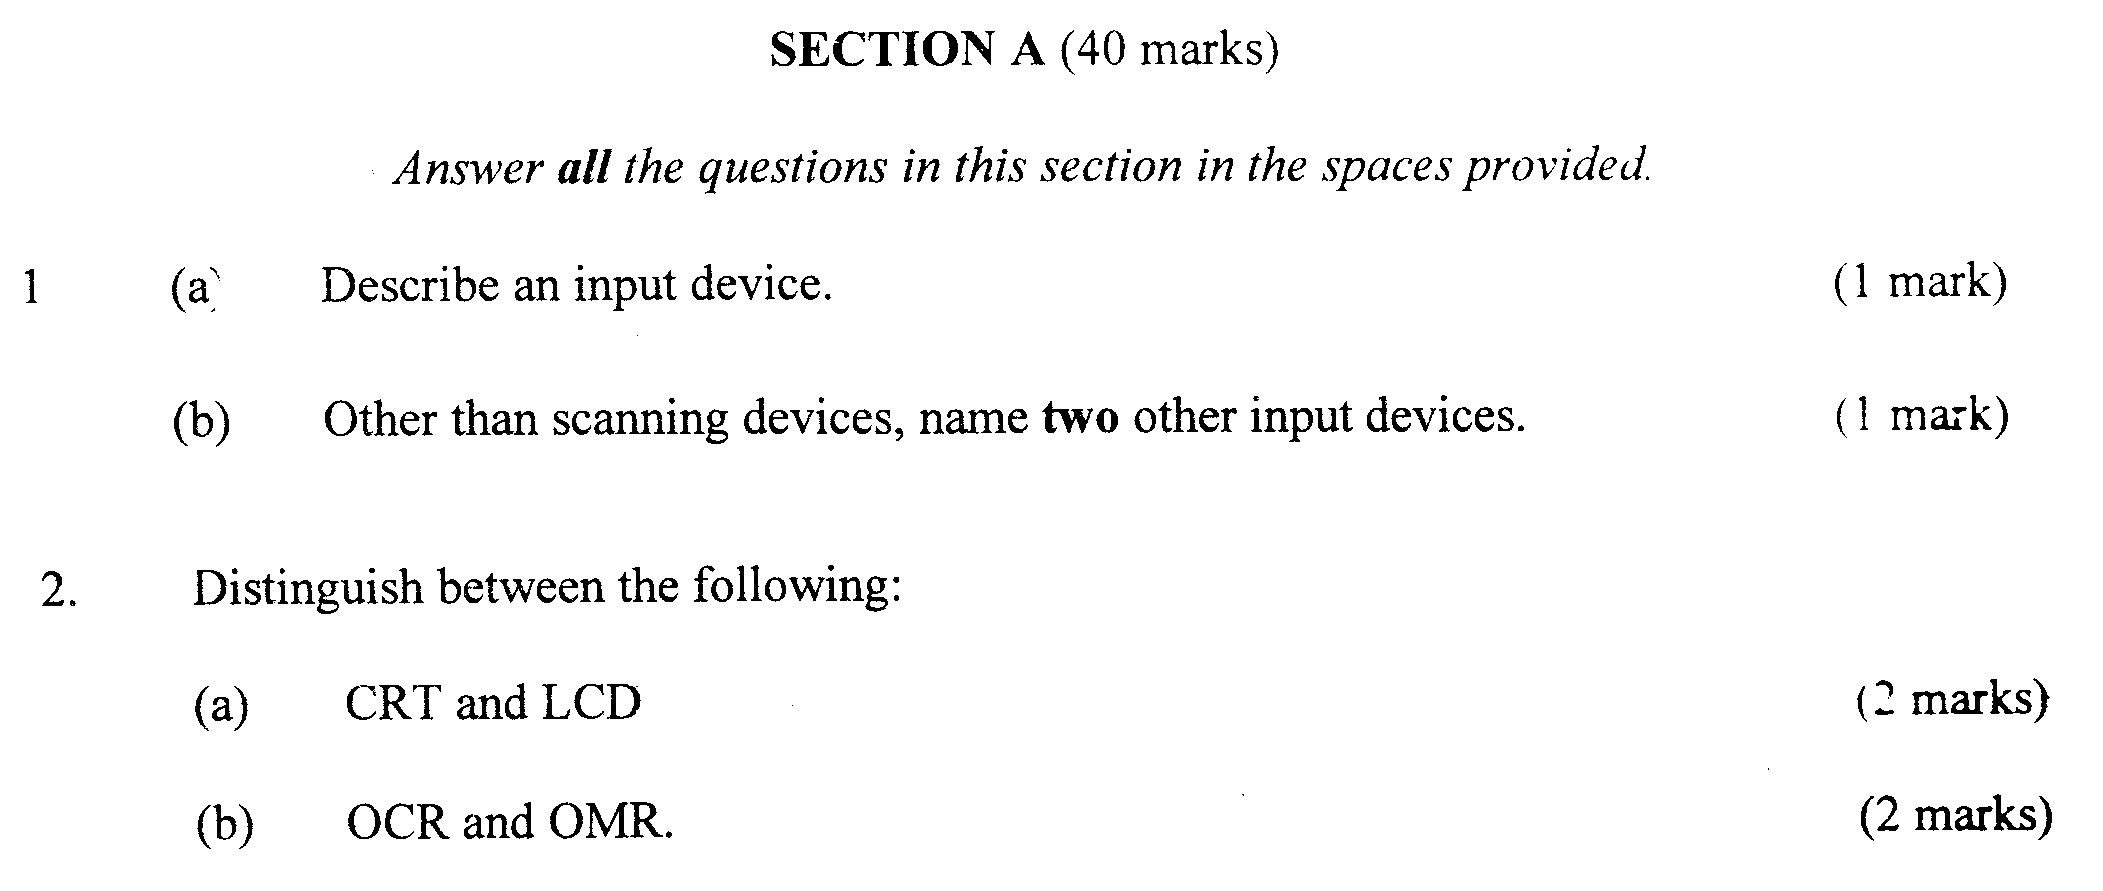 SECTION A (40 marks)
Answer all the questions in this section in the spaces provided.
1 (a) Describe an input device. (1 mark)
(b) Other than scanning devices, name two other input devices. (1 mark)
2. Distinguish between the following:
(a) CRT and LCD (2 marks)
(b) OCR and OMR. (2 marks)